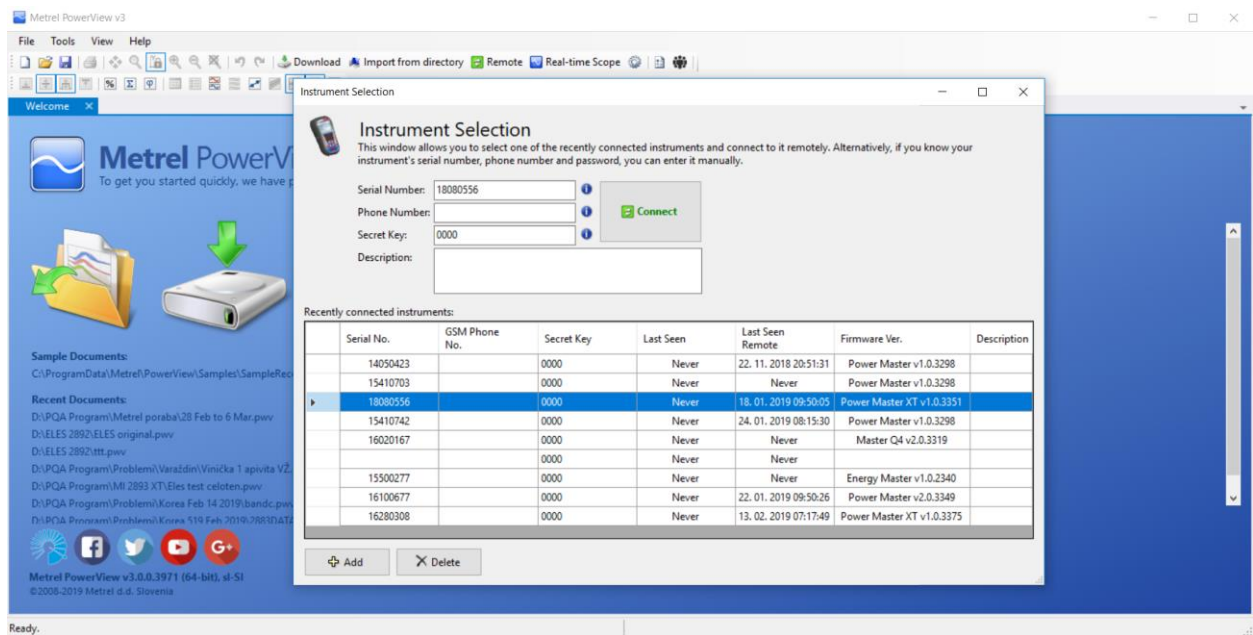 Metrel PowerView v3
File Tools View Help
Download Import from directory Remote Real-time Scope
Welcome
Metrel PowerV
To get you started quickly, we have p
Sample Documents:
C:\ProgramData\Metrel\PowerView\Samples\SampleRec
Recent Documents:
D:\PQA Program\Metrel poraba\28 Feb to 6 Mar.pwv
D:\ELES 2892\ELES original.pwv
D:\ELES 2892\ttt.pwv
D:\PQA Program\Problemi\Varaždin\Vinička 1 apivita VŽ.
D:\PQA Program\MI 2893 XT\Eles test celoten.pwv
D:\PQA Program\Problemi\Korea Feb 14 2019\bandc.pwv
D:\PQA Program\Problemi\Korea 519 Feb 2019\2883DATA
G+
Metrel PowerView v3.0.0.3971 (64-bit), sl-SI
©2008-2019 Metrel d.d. Slovenia
Ready.
Instrument Selection
Instrument Selection
This window allows you to select one of the recently connected instruments and connect to it remotely. Alternatively, if you know your
instrument's serial number, phone number and password, you can enter it manually.
Serial Number: 18080556
Phone Number:
Connect
Secret Key: 0000
Description:
Recently connected instruments:
Serial No. GSM Phone No. Secret Key Last Seen Last Seen Remote Firmware Ver. Description
14050423 0000 Never 22. 11. 2018 20:51:31 Power Master v1.0.3298
15410703 0000 Never Never Power Master v1.0.3298
18080556 0000 Never 18. 01. 2019 09:50:05 Power Master XT v1.0.3351
15410742 0000 Never 24. 01. 2019 08:15:30 Power Master v1.0.3298
16020167 0000 Never Never Master Q4 v2.0.3319
0000 Never Never
15500277 0000 Never Never Energy Master v1.0.2340
16100677 0000 Never 22. 01. 2019 09:50:26 Power Master v2.0.3349
16280308 0000 Never 13. 02. 2019 07:17:49 Power Master XT v1.0.3375
Add Delete